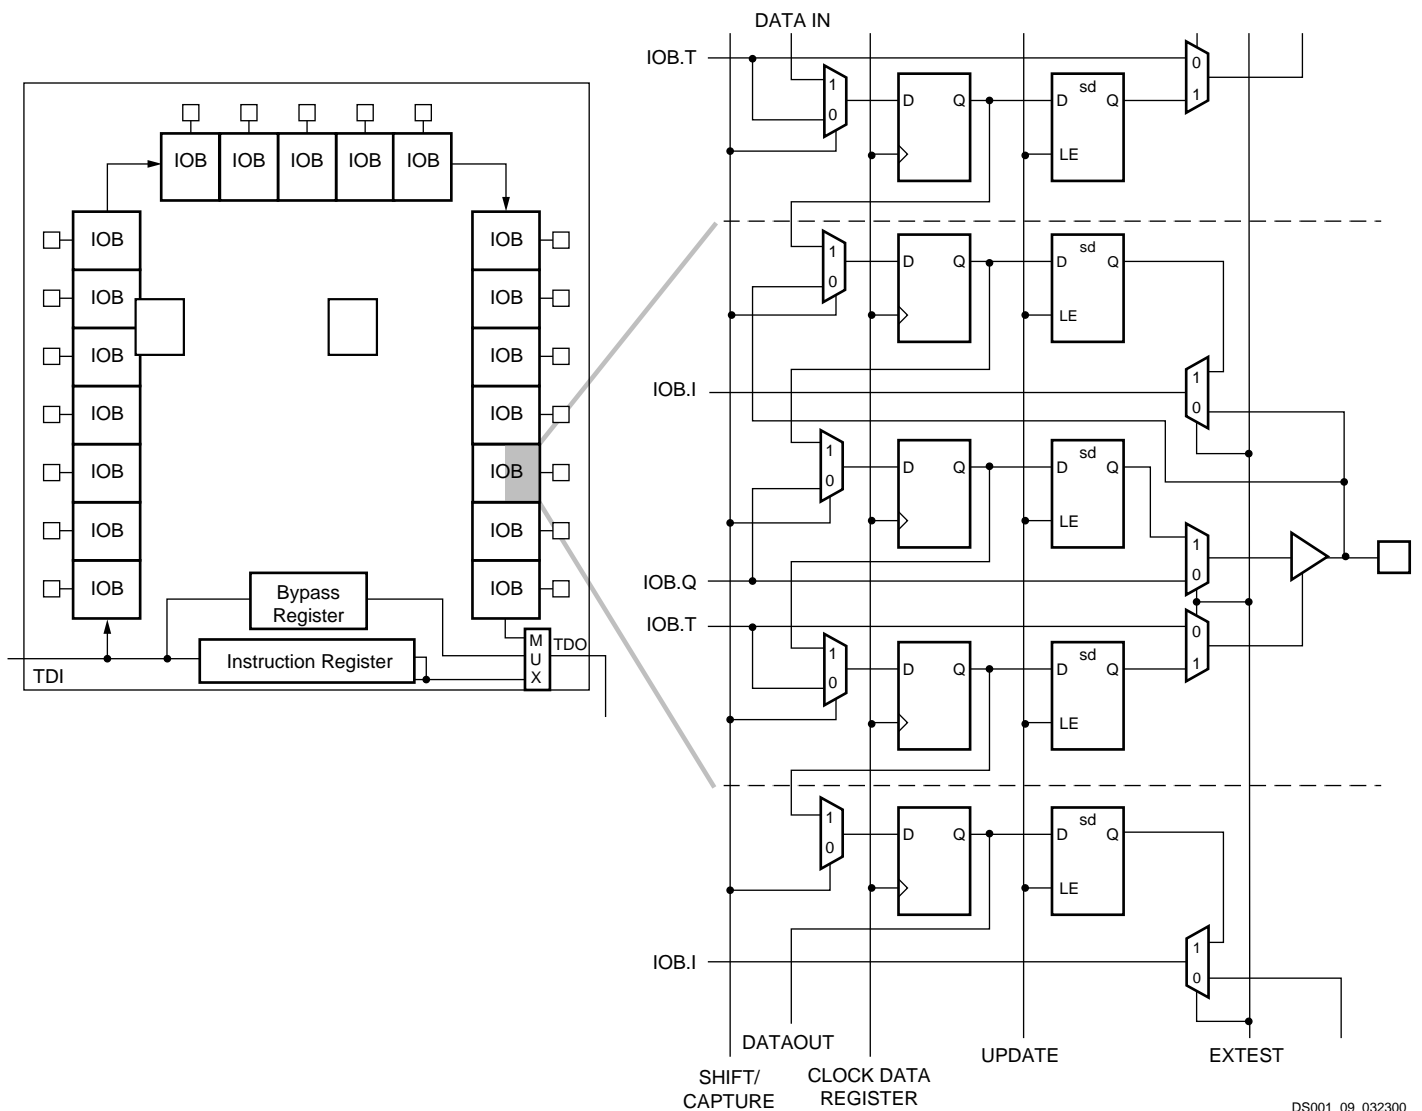 DATA IN
IOB.T
1
0
D Q
sd
D Q
LE
0
1
IOB IOB IOB IOB IOB
IOB
IOB
IOB
IOB
IOB
IOB
IOB
IOB
IOB
IOB
IOB
IOB
IOB
IOB
Bypass
Register
Instruction Register
TDI
M
U
X
TDO
1
0
D Q
sd
D Q
LE
IOB.I
1
0
1
0
D Q
sd
D Q
LE
1
0
IOB.Q
IOB.T
0
1
1
0
D Q
sd
D Q
LE
1
0
D Q
sd
D Q
LE
IOB.I
1
0
DATAOUT
UPDATE
EXTEST
SHIFT/
CAPTURE
CLOCK DATA
REGISTER
DS001_09_032300